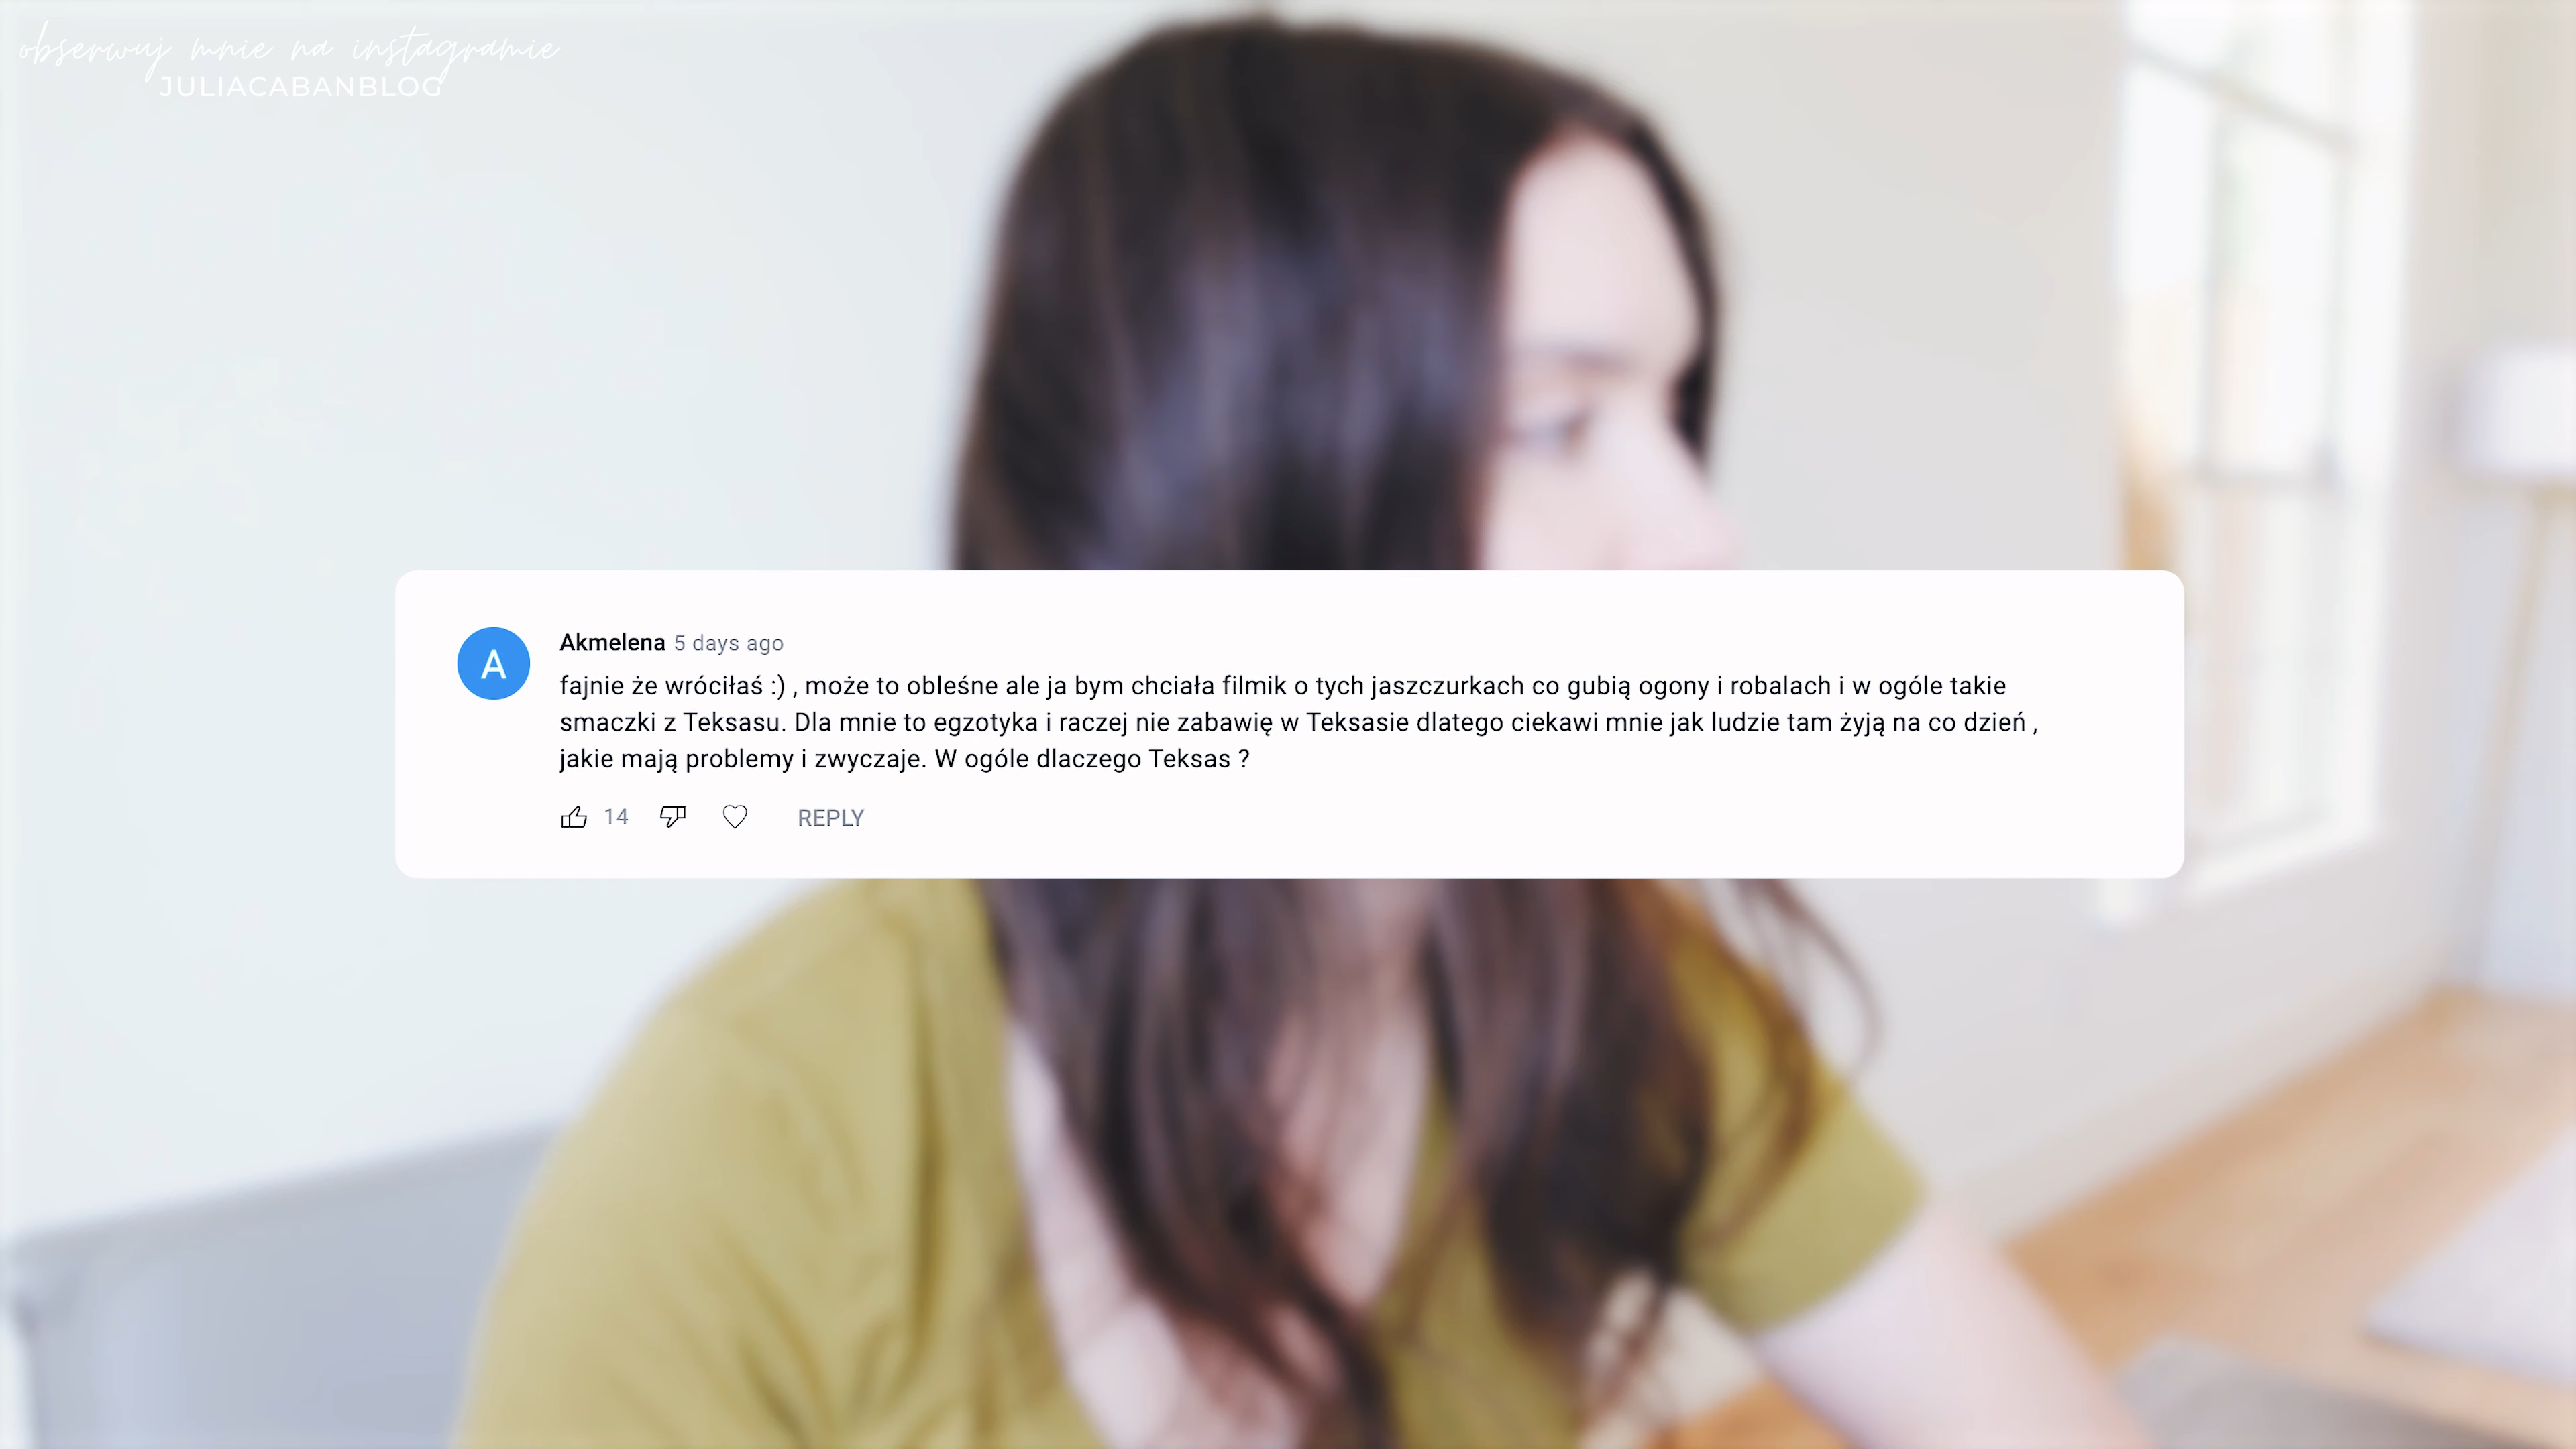 obserwuj mnie na instagramie
JULIACABANBLOG
A
Akmelena 5 days ago
fajnie że wróciłaś :) , może to obleśne ale ja bym chciała filmik o tych jaszczurkach co gubią ogony i robalach i w ogóle takie
smaczki z Teksasu. Dla mnie to egzotyka i raczej nie zabawię w Teksasie dlatego ciekawi mnie jak ludzie tam żyją na co dzień ,
jakie mają problemy i zwyczaje. W ogóle dlaczego Teksas ?
14 REPLY